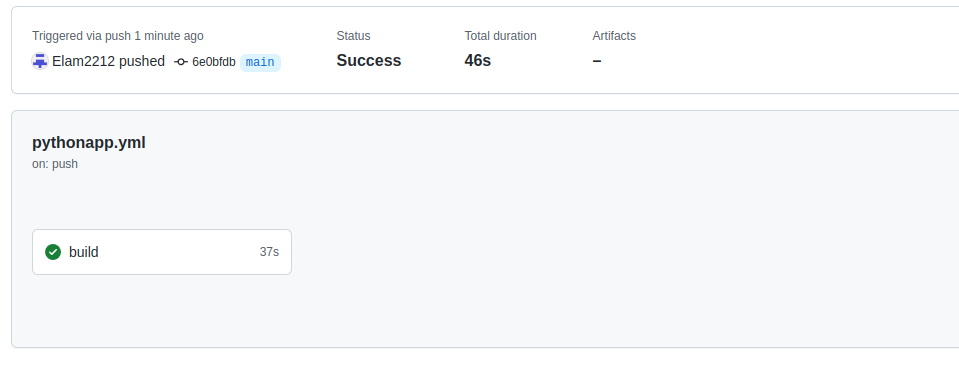 Triggered via push 1 minute ago
Elam2212 pushed 6e0bfdb main
Status
Success
Total duration
46s
Artifacts
–
pythonapp.yml
on: push
build 37s